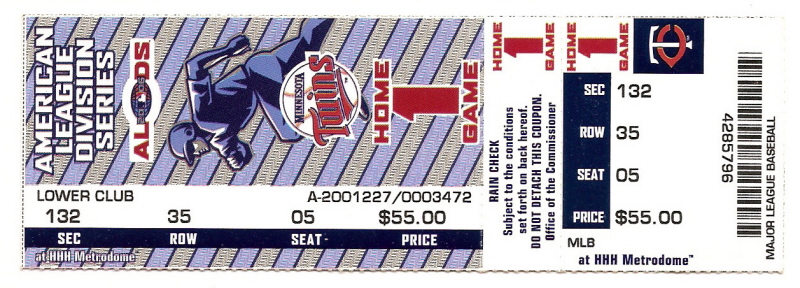 AMERICAN
LEAGUE
DIVISION
SERIES
ALDS
MINNESOTA
Twins
HOME
1
GAME
LOWER CLUB
A-2001227/0003472
132 35 05 $55.00
SEC ROW SEAT PRICE
at HHH Metrodome
HOME 1 GAME
RAIN CHECK
Subject to the conditions
set forth on back hereof.
DO NOT DETACH THIS COUPON.
Office of the Commissioner
HOME 1 GAME
TC
SEC 132
ROW 35
SEAT 05
PRICE $55.00
MLB
at HHH Metrodome™
4285796
MAJOR LEAGUE BASEBALL